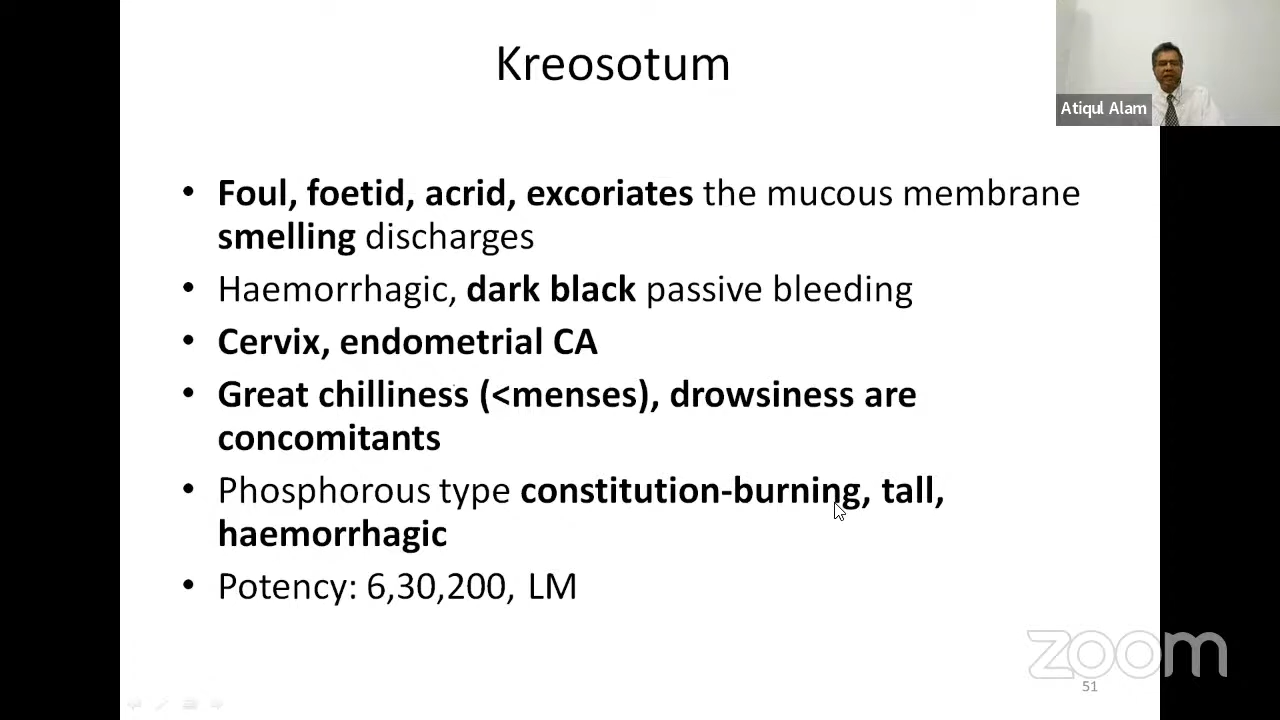 Kreosotum
Atiqul Alam
• Foul, foetid, acrid, excoriates the mucous membrane
smelling discharges
• Haemorrhagic, dark black passive bleeding
• Cervix, endometrial CA
• Great chilliness (<menses), drowsiness are
concomitants
• Phosphorous type constitution-burning, tall,
haemorrhagic
• Potency: 6,30,200, LM
zoom
51